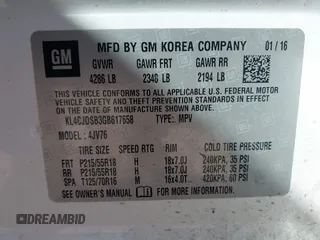 GM
MFD BY GM KOREA COMPANY 01/16
GVWR GAWR FRT GAWR RR
4286 LB 2348 LB 2194 LB
THIS VEHICLE CONFORMS TO ALL APPLICABLE U.S. FEDERAL MOTOR
VEHICLE SAFETY, BUMPER, AND THEFT PREVENTION STANDARDS
IN EFFECT ON THE DATE OF MANUFACTURE SHOWN ABOVE.
KL4CJDSB3GB617658 TYPE: MPV
MODEL: 4JV76
TIRE SIZE SPEED RTG RIM COLD TIRE PRESSURE
FRT P215/55R18 H 18x7.0J 240KPA, 35 PSI
RR P215/55R18 H 18x7.0J 240KPA, 35 PSI
SPA T125/70R16 M 16x4.0T 420KPA, 60 PSI
SEE OWNER'S MANUAL FOR ADDITIONAL INFORMATION.
DREAMBID